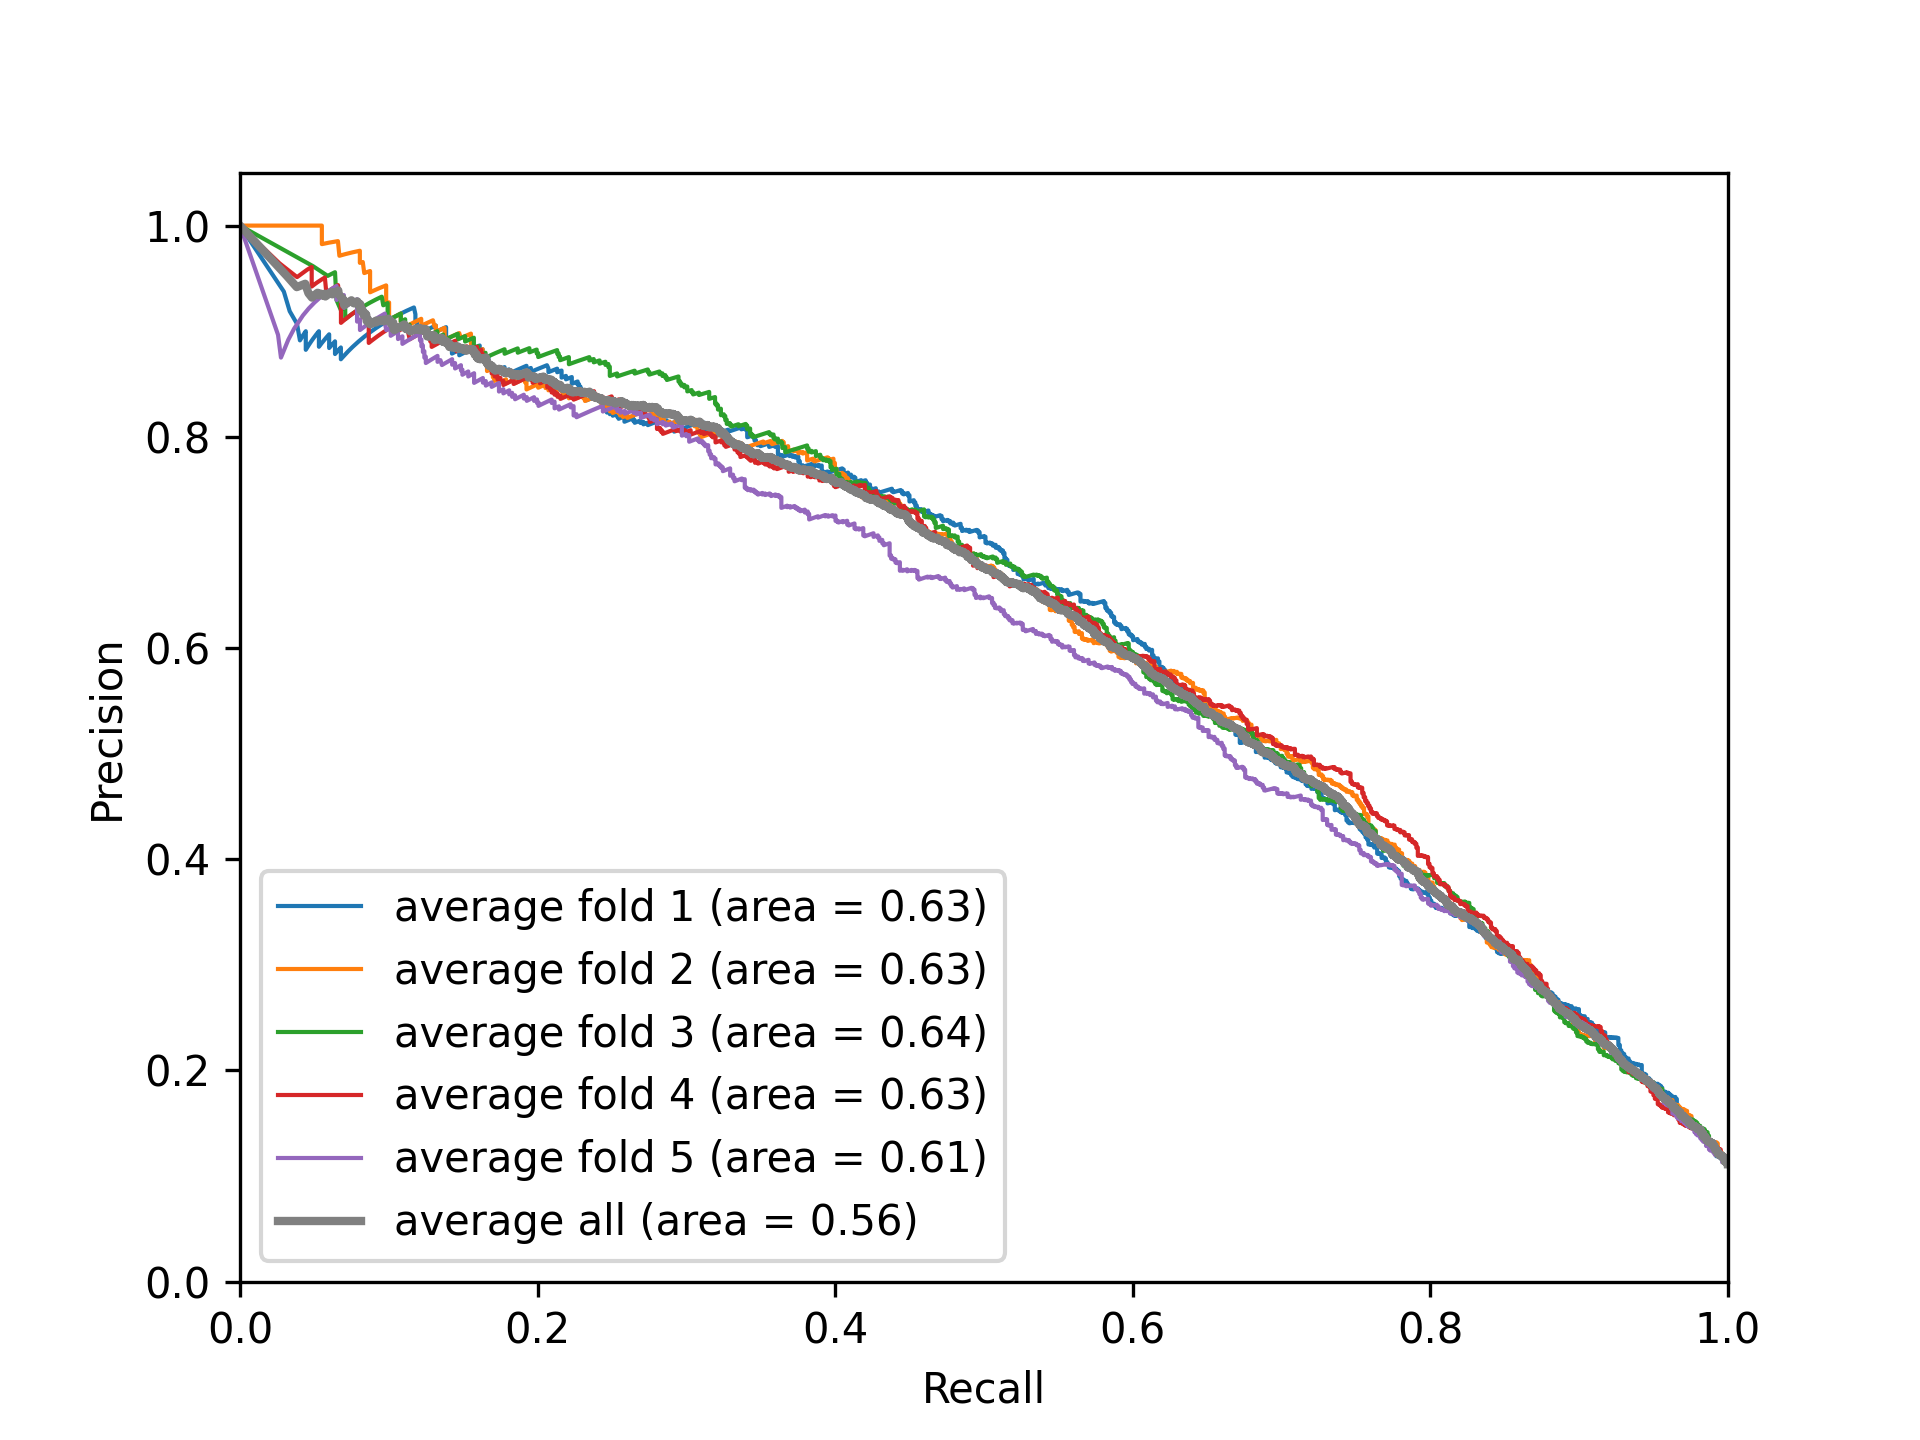 1.0
0.8
0.6
0.4
0.2
0.0
Precision
average fold 1 (area = 0.63)
average fold 2 (area = 0.63)
average fold 3 (area = 0.64)
average fold 4 (area = 0.63)
average fold 5 (area = 0.61)
average all (area = 0.56)
0.0 0.2 0.4 0.6 0.8 1.0
Recall